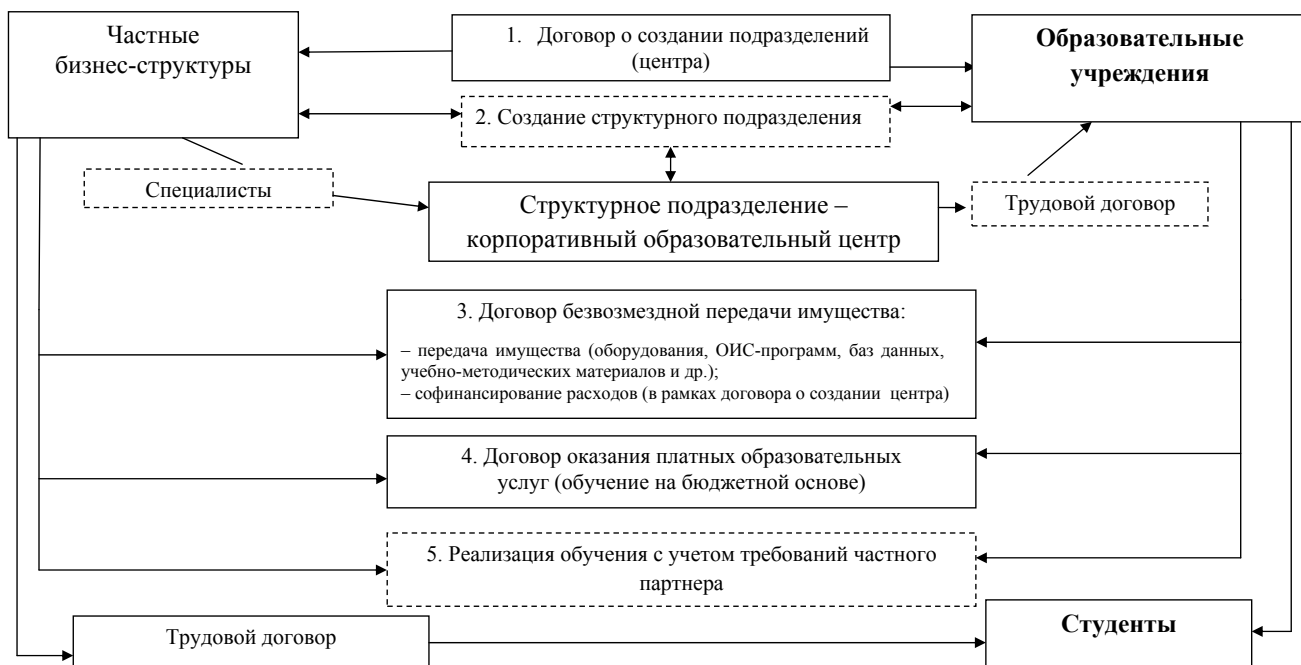 Частные
бизнес-структуры
1. Договор о создании подразделений
(центра)
Образовательные
учреждения
2. Создание структурного подразделения
Специалисты
Структурное подразделение –
корпоративный образовательный центр
Трудовой договор
3. Договор безвозмездной передачи имущества:
– передача имущества (оборудования, ОИС-программ, баз данных,
учебно-методических материалов и др.);
– софинансирование расходов (в рамках договора о создании центра)
4. Договор оказания платных образовательных
услуг (обучение на бюджетной основе)
5. Реализация обучения с учетом требований частного
партнера
Трудовой договор
Студенты